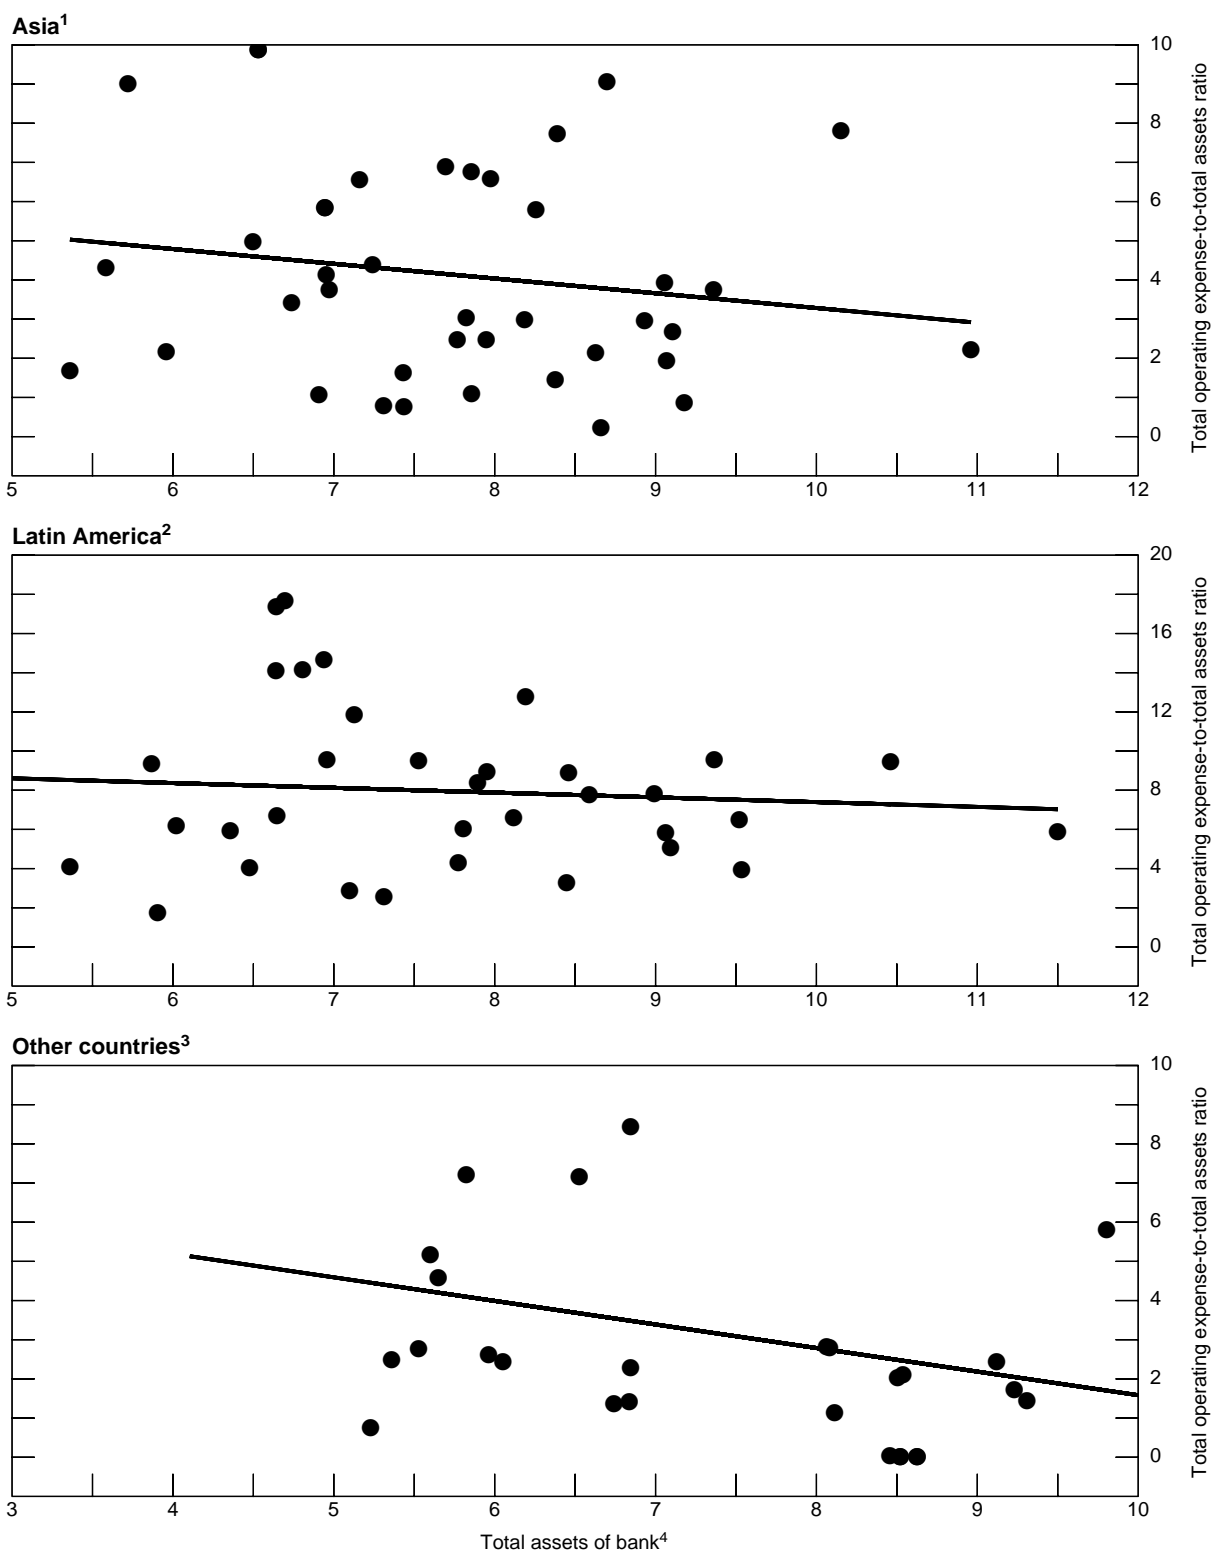 Asia¹
10
8
6
4
2
0
Total operating expense-to-total assets ratio
5 6 7 8 9 10 11 12
Latin America²
20
16
12
8
4
0
Total operating expense-to-total assets ratio
5 6 7 8 9 10 11 12
Other countries³
10
8
6
4
2
0
Total operating expense-to-total assets ratio
3 4 5 6 7 8 9 10
Total assets of bank⁴